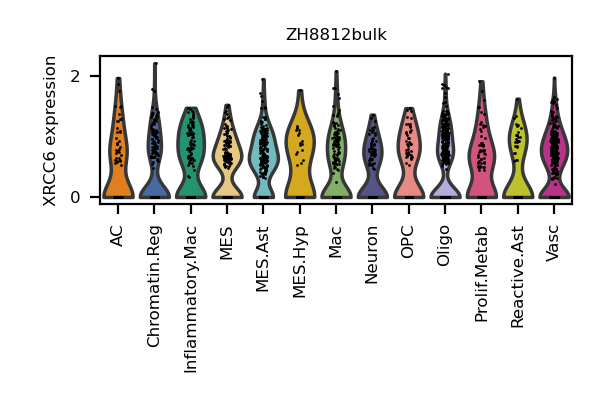 ZH8812bulk
XRCC6 expression
2
0
AC
Chromatin.Reg
Inflammatory.Mac
MES
MES.Ast
MES.Hyp
Mac
Neuron
OPC
Oligo
Prolif.Metab
Reactive.Ast
Vasc